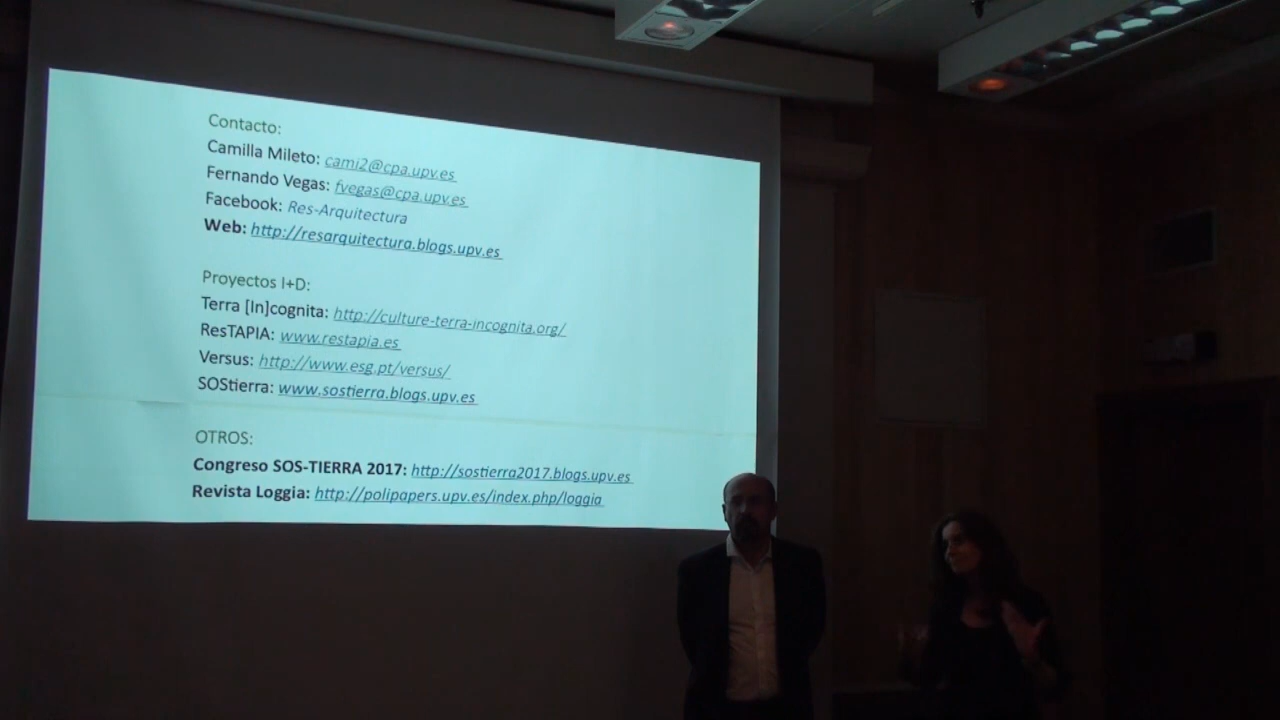 Contacto:
Camilla Mileto: cami2@cpa.upv.es
Fernando Vegas: fvegas@cpa.upv.es
Facebook: Res-Arquitectura
Web: http://resarquitectura.blogs.upv.es
Proyectos I+D:
Terra [In]cognita: http://culture-terra-incognita.org/
ResTAPIA: www.restapia.es
Versus: http://www.esg.pt/versus/
SOStierra: www.sostierra.blogs.upv.es
OTROS:
Congreso SOS-TIERRA 2017: http://sostierra2017.blogs.upv.es
Revista Loggia: http://polipapers.upv.es/index.php/loggia